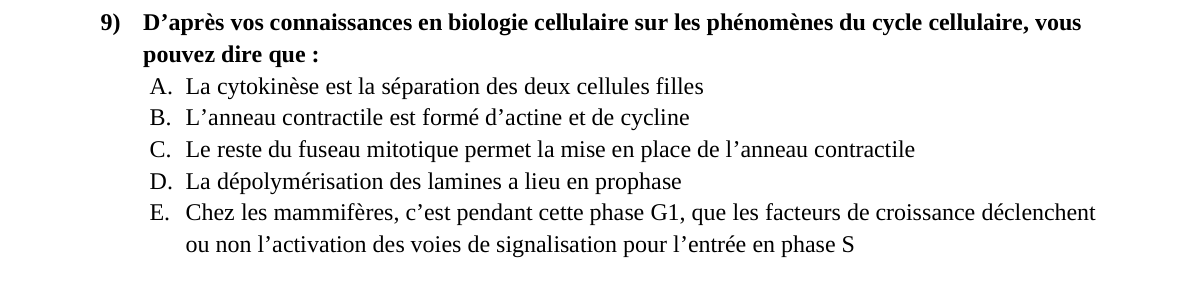 9) D’après vos connaissances en biologie cellulaire sur les phénomènes du cycle cellulaire, vous
pouvez dire que :
A. La cytokinèse est la séparation des deux cellules filles
B. L’anneau contractile est formé d’actine et de cycline
C. Le reste du fuseau mitotique permet la mise en place de l’anneau contractile
D. La dépolymérisation des lamines a lieu en prophase
E. Chez les mammifères, c’est pendant cette phase G1, que les facteurs de croissance déclenchent
ou non l’activation des voies de signalisation pour l’entrée en phase S